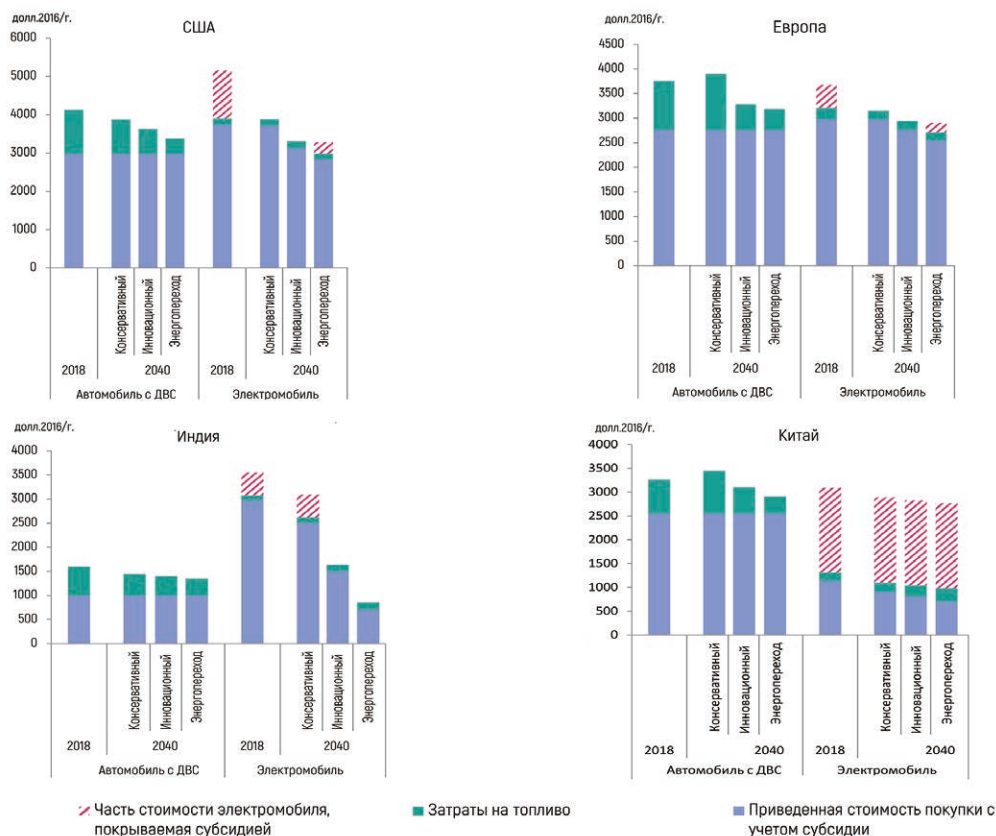 долл.2016/г.
США
6000
5000
4000
3000
2000
1000
0
Консервативный
Инновационный
Энергопереход
2018
2040
2018
2040
Автомобиль с ДВС
Электромобиль
долл.2016/г.
Европа
4500
4000
3500
3000
2500
2000
1500
1000
500
0
Консервативный
Инновационный
Энергопереход
Консервативный
Инновационный
Энергопереход
2018
2040
2018
2040
Автомобиль с ДВС
Электромобиль
долл.2016/г.
Индия
4000
3500
3000
2500
2000
1500
1000
500
0
Консервативный
Инновационный
Энергопереход
Консервативный
Инновационный
Энергопереход
2018
2040
2018
2040
Автомобиль с ДВС
Электромобиль
долл.2016/г.
Китай
4000
3500
3000
2500
2000
1500
1000
500
0
Консервативный
Инновационный
Энергопереход
Консервативный
Инновационный
Энергопереход
2018
2040
2018
2040
Автомобиль с ДВС
Электромобиль
Часть стоимости электромобиля,
покрываемая субсидией
Затраты на топливо
Приведенная стоимость покупки с
учетом субсидии